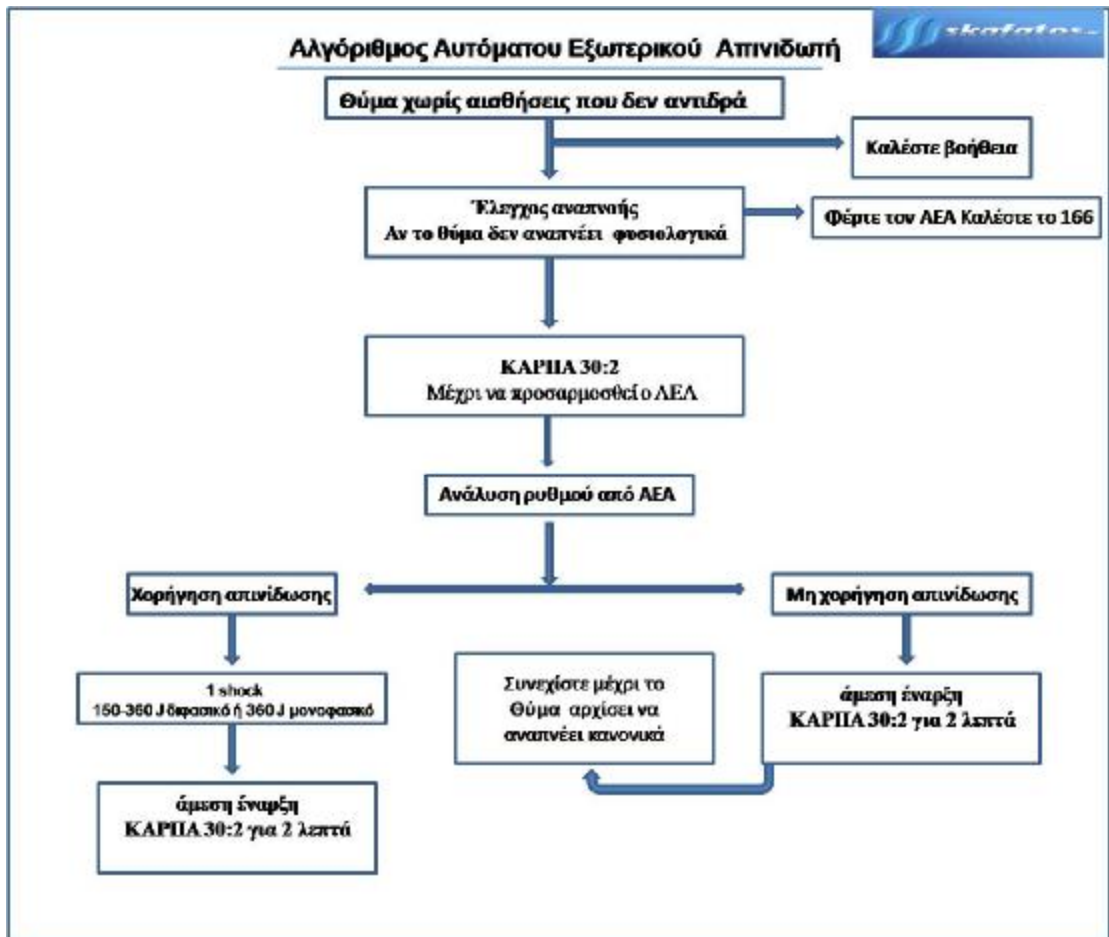 skafatos
Αλγόριθμος Αυτόματου Εξωτερικού Απινιδωτή
Θύμα χωρίς αισθήσεις που δεν αντιδρά
Καλέστε βοήθεια
Έλεγχος αναπνοής
Αν το θύμα δεν αναπνέει φυσιολογικά
Φέρτε τον ΑΕΑ Καλέστε το 166
ΚΑΡΠΑ 30:2
Μέχρι να προσαρμοσθεί ο ΑΕΑ
Ανάλυση ρυθμού από ΑΕΑ
Χορήγηση απινίδωσης
Μη χορήγηση απινίδωσης
1 shock
150-360 J διφασικό ή 360 J μονοφασικό
Συνεχίστε μέχρι το
Θύμα αρχίσει να
αναπνέει κανονικά
άμεση έναρξη
ΚΑΡΠΑ 30:2 για 2 λεπτά
άμεση έναρξη
ΚΑΡΠΑ 30:2 για 2 λεπτά